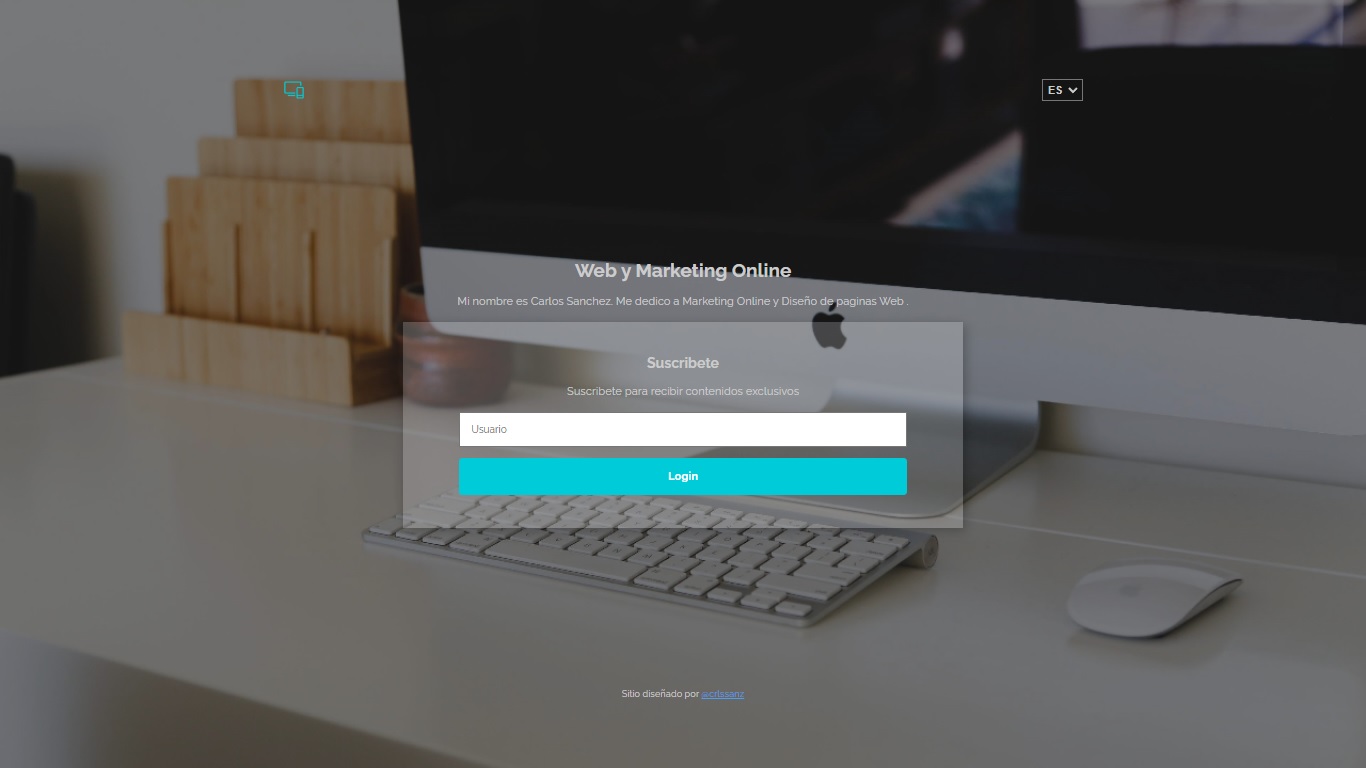 ES
Web y Marketing Online
Mi nombre es Carlos Sanchez. Me dedico a Marketing Online y Diseño de paginas Web .
Suscribete
Suscribete para recibir contenidos exclusivos
Usuario
Login
Sitio diseñado por @crissanz